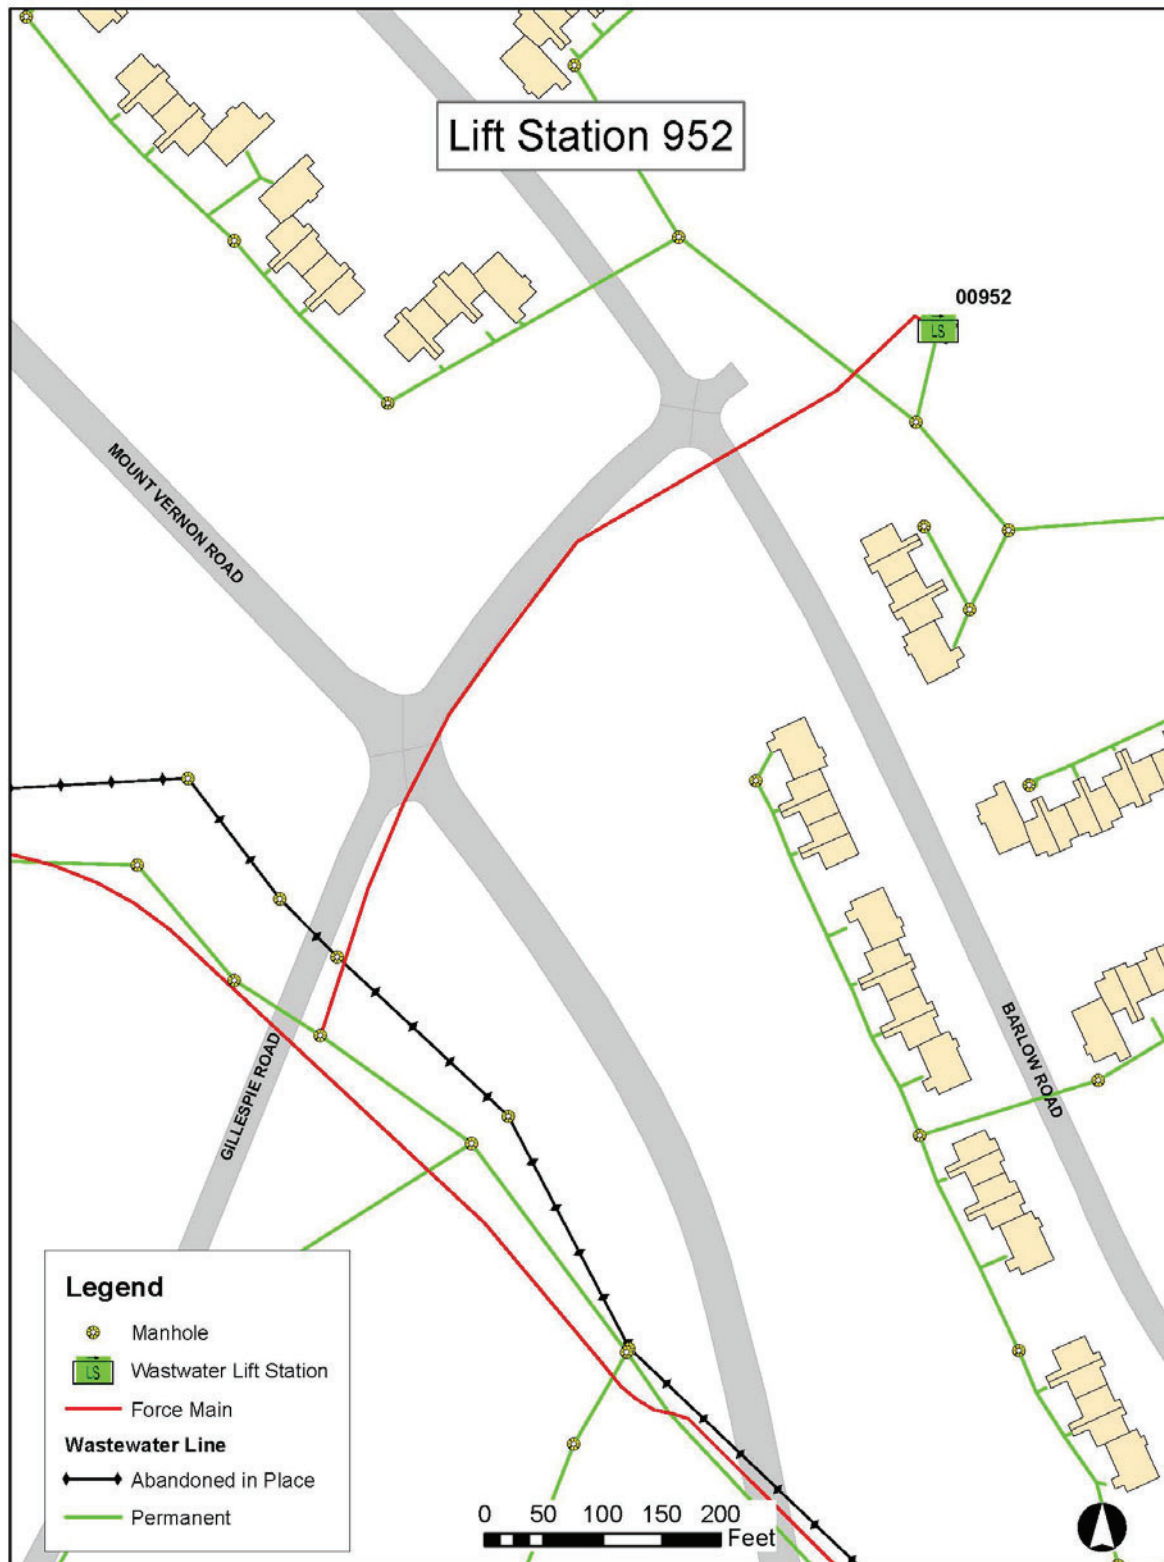 Lift Station 952
00952
LS
MOUNT VERNON ROAD
BARLOW ROAD
GILLESPIE ROAD
Legend
Manhole
LS
Wastwater Lift Station
Force Main
Wastewater Line
Abandoned in Place
Permanent
0 50 100 150 200
Feet